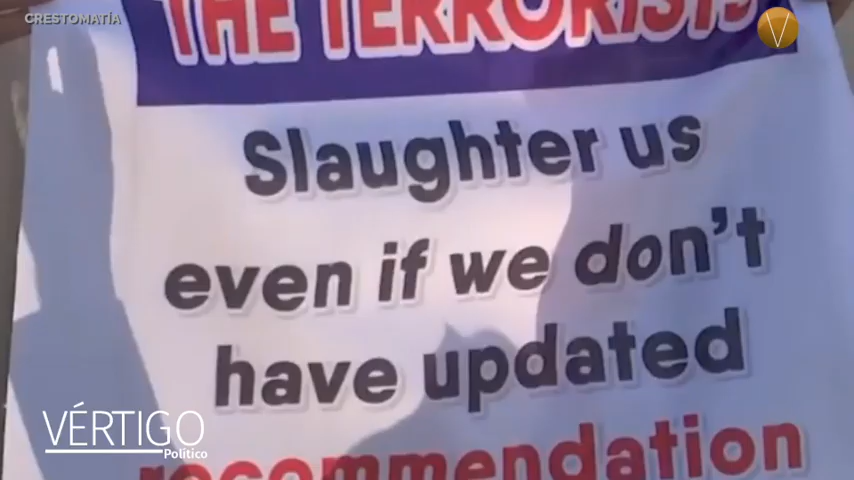 CRESTOMATÍA
THE TERRORISTS
V
Slaughter us
even if we don't
have updated
recommendation
VÉRTIGO
Político